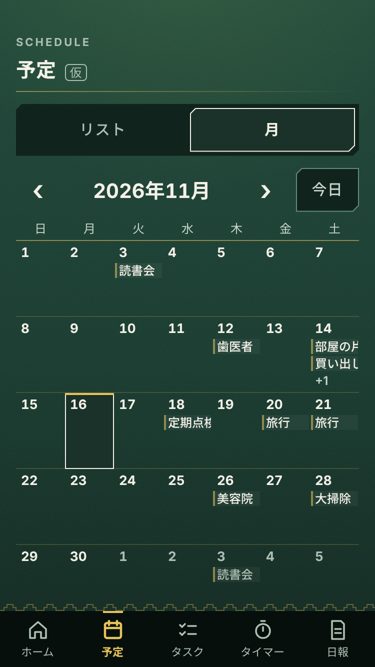 SCHEDULE
予定 仮
リスト 月
‹ 2026年11月 › 今日
日 月 火 水 木 金 土
1 2 3 4 5 6 7
読書会
8 9 10 11 12 13 14
歯医者 部屋の片
買い出し
+1
15 16 17 18 19 20 21
定期点検 旅行 旅行
22 23 24 25 26 27 28
美容院 大掃除
29 30 1 2 3 4 5
読書会
ホーム 予定 タスク タイマー 日報